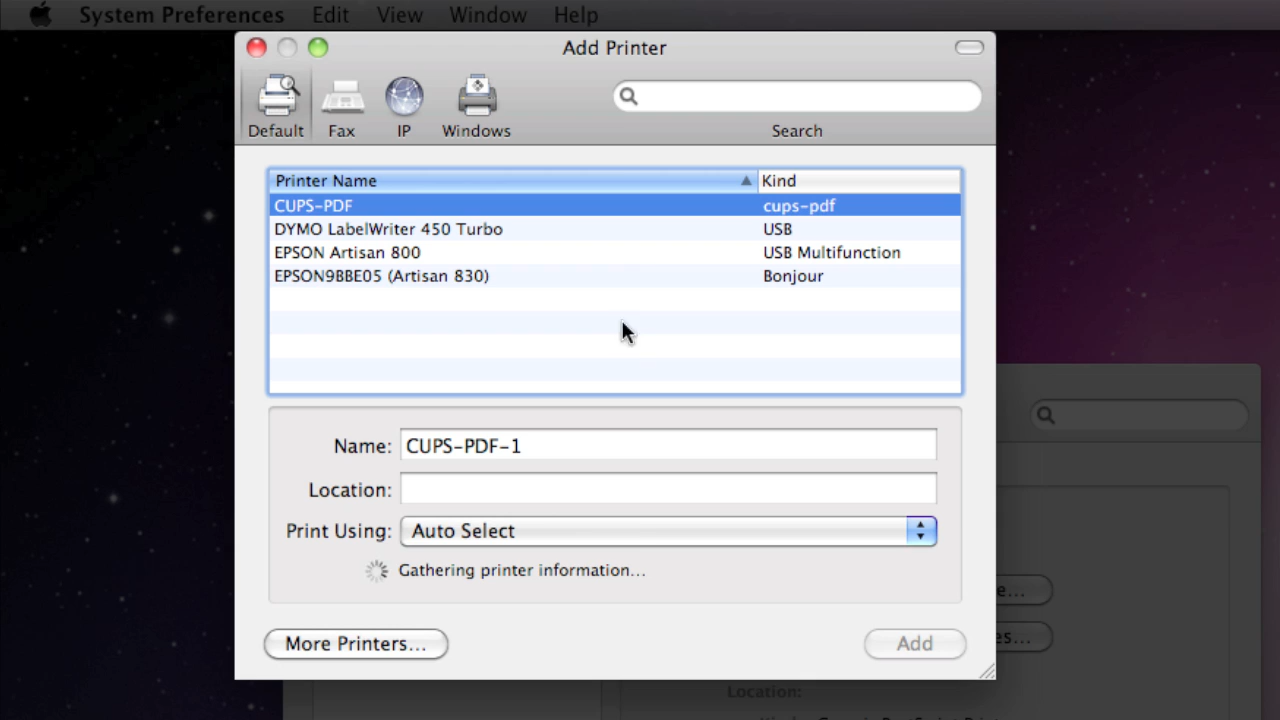 System Preferences Edit View Window Help
Add Printer
Default Fax IP Windows Search
Printer Name Kind
CUPS-PDF cups-pdf
DYMO LabelWriter 450 Turbo USB
EPSON Artisan 800 USB Multifunction
EPSON9BBE05 (Artisan 830) Bonjour
Name: CUPS-PDF-1
Location:
Print Using: Auto Select
Gathering printer information...
e...
More Printers... Add
es...
Location: